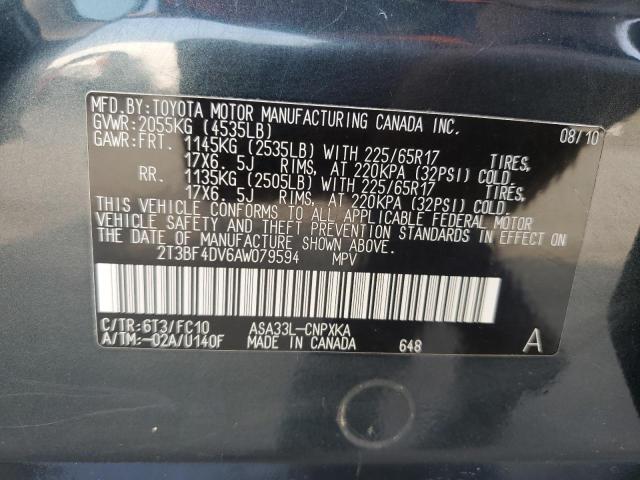 MFD.BY:TOYOTA MOTOR MANUFACTURING CANADA INC.
GVWR:2055KG (4535LB) 08/10
GAWR:FRT. 1145KG (2535LB) WITH 225/65R17 TIRES,
17X6. 5J RIMS, AT 220KPA (32PSI) COLD
RR. 1135KG (2505LB) WITH 225/65R17 TIRES,
17X6. 5J RIMS, AT 220KPA (32PSI) COLD.
THIS VEHICLE CONFORMS TO ALL APPLICABLE FEDERAL MOTOR
VEHICLE SAFETY AND THEFT PREVENTION STANDARDS IN EFFECT ON
THE DATE OF MANUFACTURE SHOWN ABOVE.
2T3BF4DV6AW079594 MPV
C/TR:6T3/FC10 ASA33L-CNPXKA
A/TM:-02A/U140F MADE IN CANADA 648 A